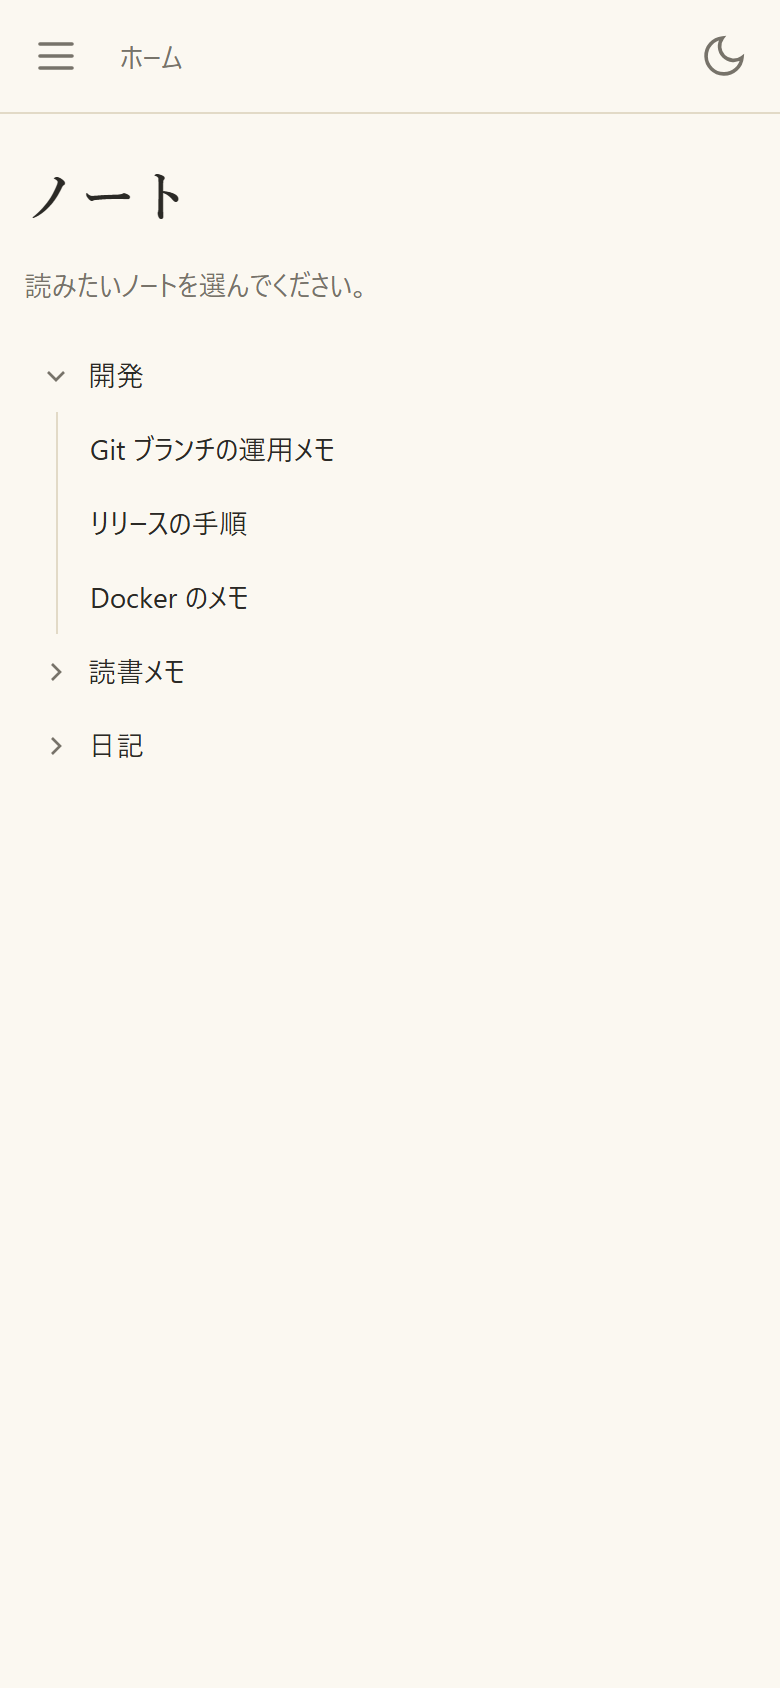 ホーム
ノート
読みたいノートを選んでください。
開発
Git ブランチの運用メモ
リリースの手順
Docker のメモ
読書メモ
日記